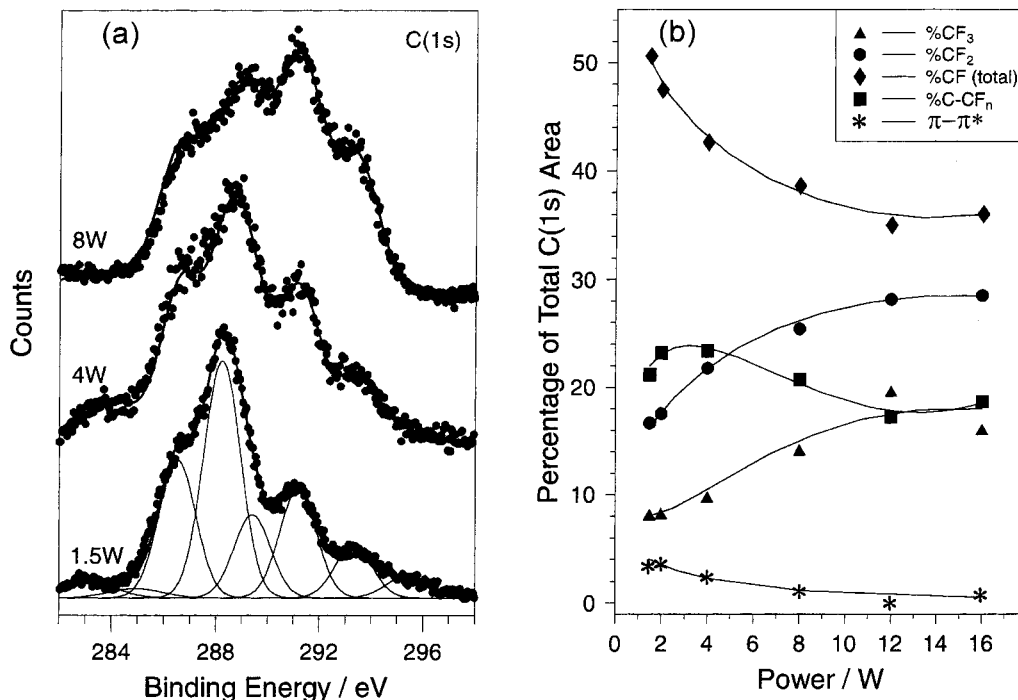 (a)
C(1s)
8W
4W
1.5W
Counts
284 288 292 296
Binding Energy / eV
(b)
%CF₃
%CF₂
%CF (total)
%C-CFₙ
π−π*
50
40
30
20
10
0
Percentage of Total C(1s) Area
0 2 4 6 8 10 12 14 16
Power / W